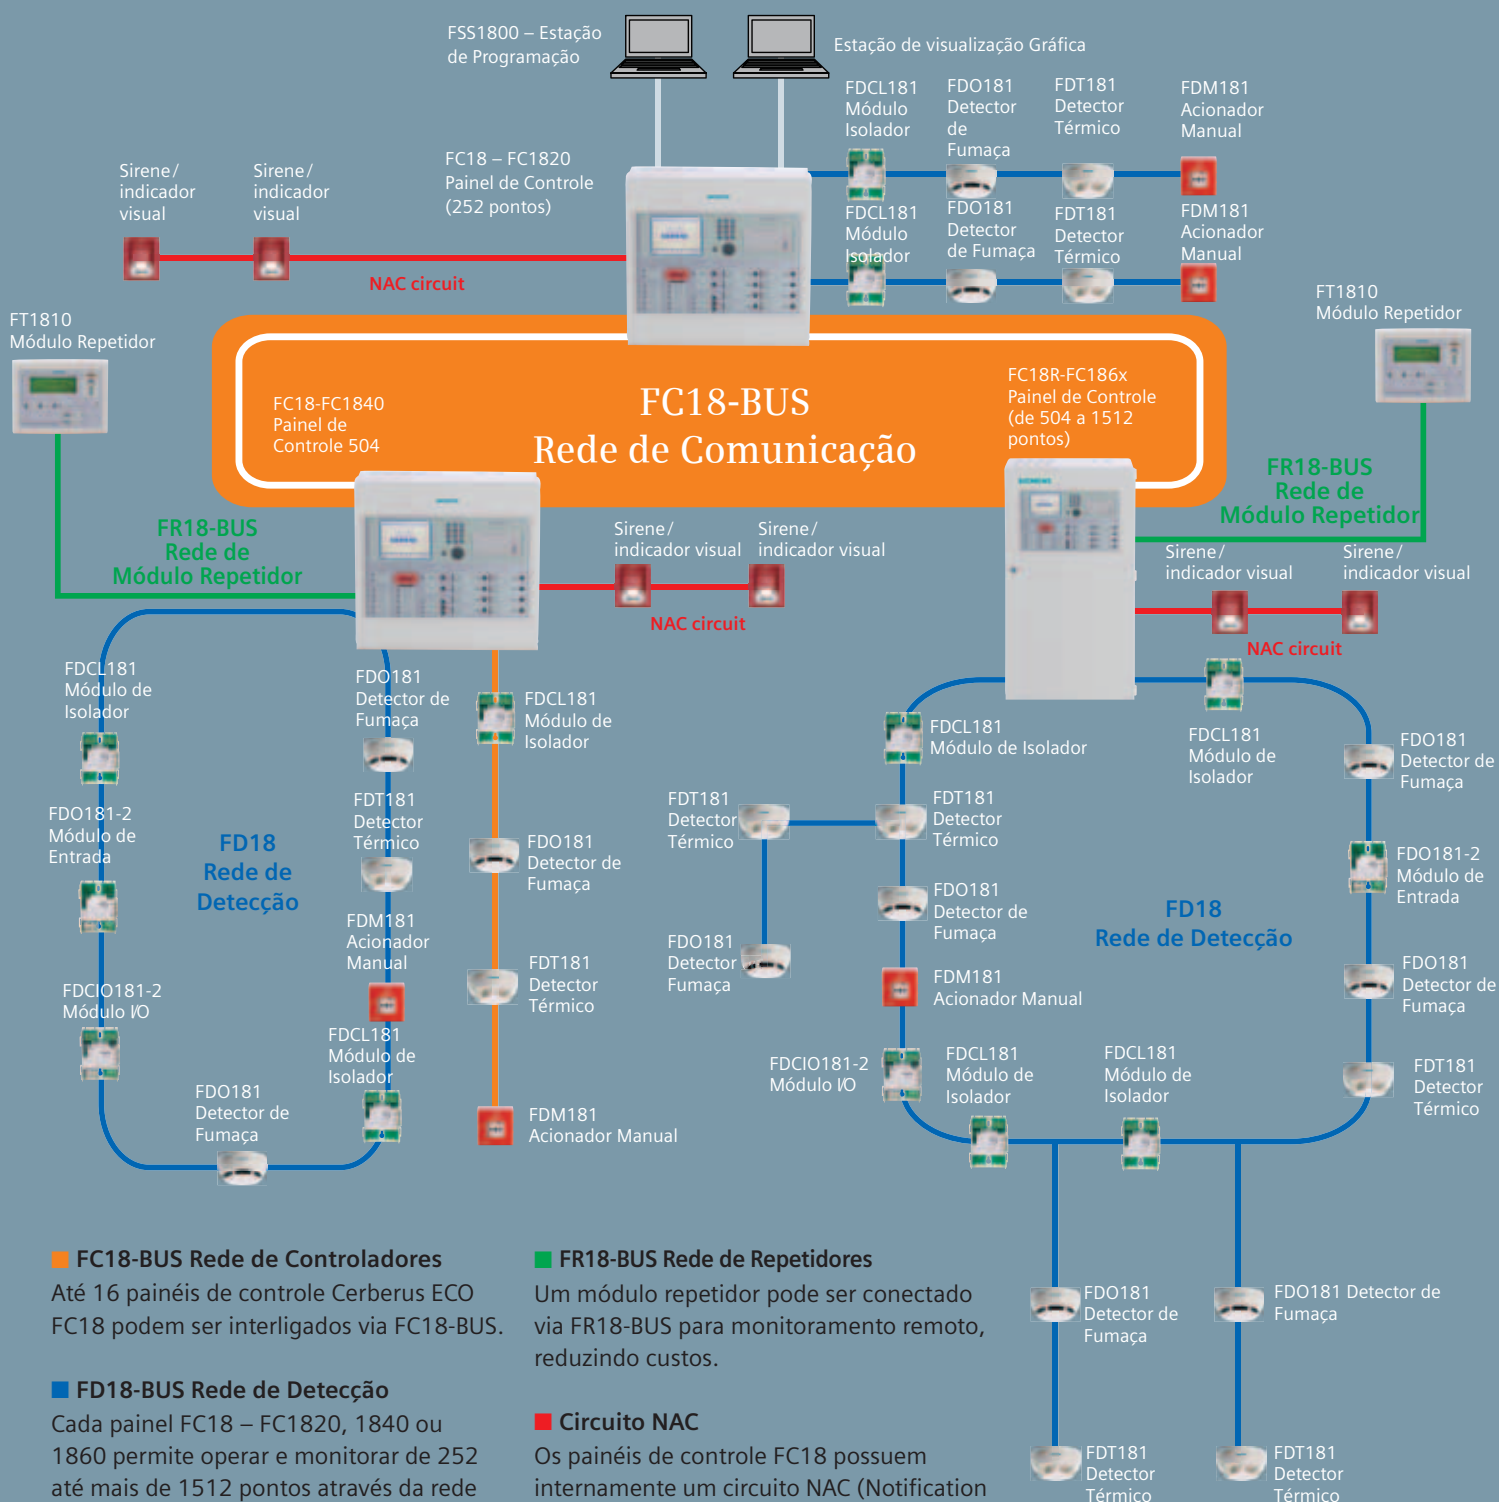 FSS1800 – Estação
de Programação
Estação de visualização Gráfica
FDCL181
Módulo
Isolador
FDO181
Detector
de
Fumaça
FDT181
Detector
Térmico
FDM181
Acionador
Manual
Sirene/
indicador
visual
Sirene/
indicador
visual
FC18 – FC1820
Painel de Controle
(252 pontos)
FDCL181
Módulo
Isolador
FDO181
Detector
de Fumaça
FDT181
Detector
Térmico
FDM181
Acionador
Manual
NAC circuit
FT1810
Módulo Repetidor
FT1810
Módulo Repetidor
FC18-FC1840
Painel de
Controle 504
FC18-BUS
Rede de Comunicação
FC18R-FC186x
Painel de Controle
(de 504 a 1512
pontos)
SIEMENS
FR18-BUS
Rede de
Módulo Repetidor
FR18-BUS
Rede de
Módulo Repetidor
Sirene/
indicador visual
Sirene/
indicador visual
NAC circuit
Sirene/
indicador visual
Sirene/
indicador visual
NAC circuit
FDCL181
Módulo de
Isolador
FDO181
Detector de
Fumaça
FDCL181
Módulo de
Isolador
FDO181-2
Módulo de
Entrada
FD18
Rede de
Detecção
FDT181
Detector
Térmico
FDO181
Detector de
Fumaça
FDM181
Acionador
Manual
FDT181
Detector
Térmico
FDCIO181-2
Módulo I/O
FDCL181
Módulo de
Isolador
FDO181
Detector de
Fumaça
FDM181
Acionador Manual
FDCL181
Módulo de Isolador
FDCL181
Módulo de
Isolador
FDO181
Detector de
Fumaça
FDT181
Detector
Térmico
FDT181
Detector
Térmico
FDO181-2
Módulo de
Entrada
FDO181
Detector de
Fumaça
FD18
Rede de Detecção
FDO181
Detector
Fumaça
FDM181
Acionador Manual
FDO181
Detector de
Fumaça
FDCIO181-2
Módulo I/O
FDCL181
Módulo de
Isolador
FDCL181
Módulo de
Isolador
FDT181
Detector
Térmico
FDO181
Detector de
Fumaça
FDO181 Detector de
Fumaça
FDT181
Detector
Térmico
FDT181
Detector
Térmico
FC18-BUS Rede de Controladores
Até 16 painéis de controle Cerberus ECO
FC18 podem ser interligados via FC18-BUS.
FD18-BUS Rede de Detecção
Cada painel FC18 – FC1820, 1840 ou
1860 permite operar e monitorar de 252
até mais de 1512 pontos através da rede
FR18-BUS Rede de Repetidores
Um módulo repetidor pode ser conectado
via FR18-BUS para monitoramento remoto,
reduzindo custos.
Circuito NAC
Os painéis de controle FC18 possuem
internamente um circuito NAC (Notification